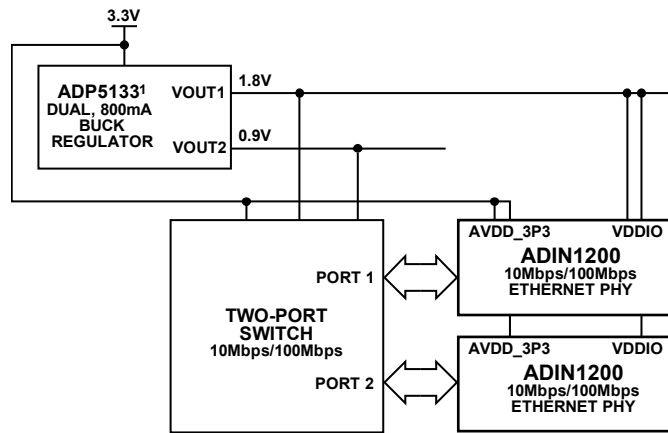 3.3V
ADP5133¹
DUAL, 800mA
BUCK
REGULATOR
VOUT1
1.8V
VOUT2
0.9V
TWO-PORT
SWITCH
10Mbps/100Mbps
PORT 1
PORT 2
AVDD_3P3 VDDIO
ADIN1200
10Mbps/100Mbps
ETHERNET PHY
AVDD_3P3 VDDIO
ADIN1200
10Mbps/100Mbps
ETHERNET PHY